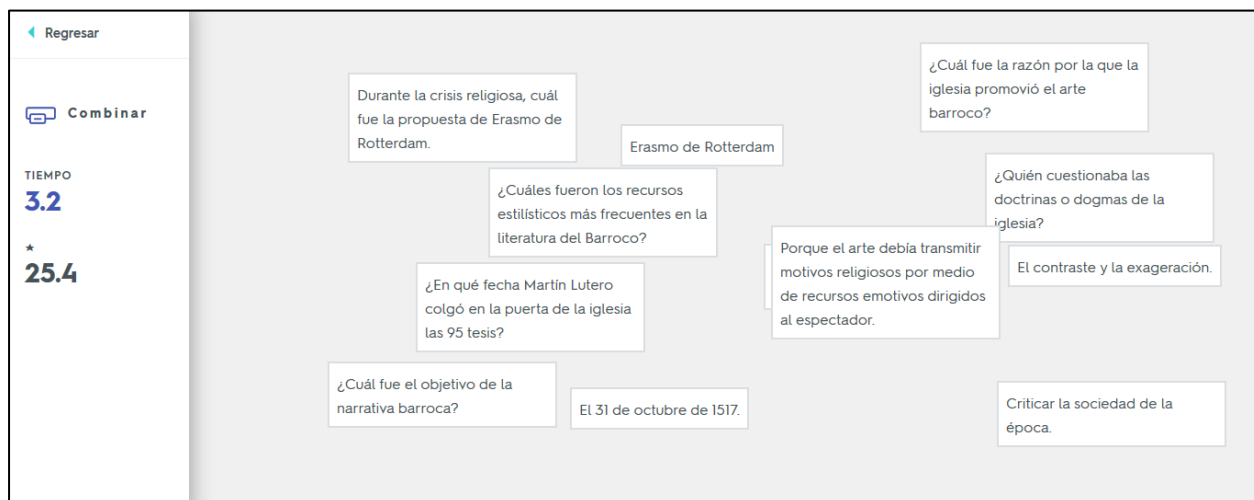 Regresar
Combinar
TIEMPO
3.2
25.4
Durante la crisis religiosa, cuál
fue la propuesta de Erasmo de
Rotterdam.
Erasmo de Rotterdam
¿Cuál fue la razón por la que la
iglesia promovió el arte
barroco?
¿Cuáles fueron los recursos
estilísticos más frecuentes en la
literatura del Barroco?
¿Quién cuestionaba las
doctrinas o dogmas de la
iglesia?
Porque el arte debía transmitir
motivos religiosos por medio
de recursos emotivos dirigidos
al espectador.
El contraste y la exageración.
¿En qué fecha Martín Lutero
colgó en la puerta de la iglesia
las 95 tesis?
¿Cuál fue el objetivo de la
narrativa barroca?
El 31 de octubre de 1517.
Criticar la sociedad de la
época.